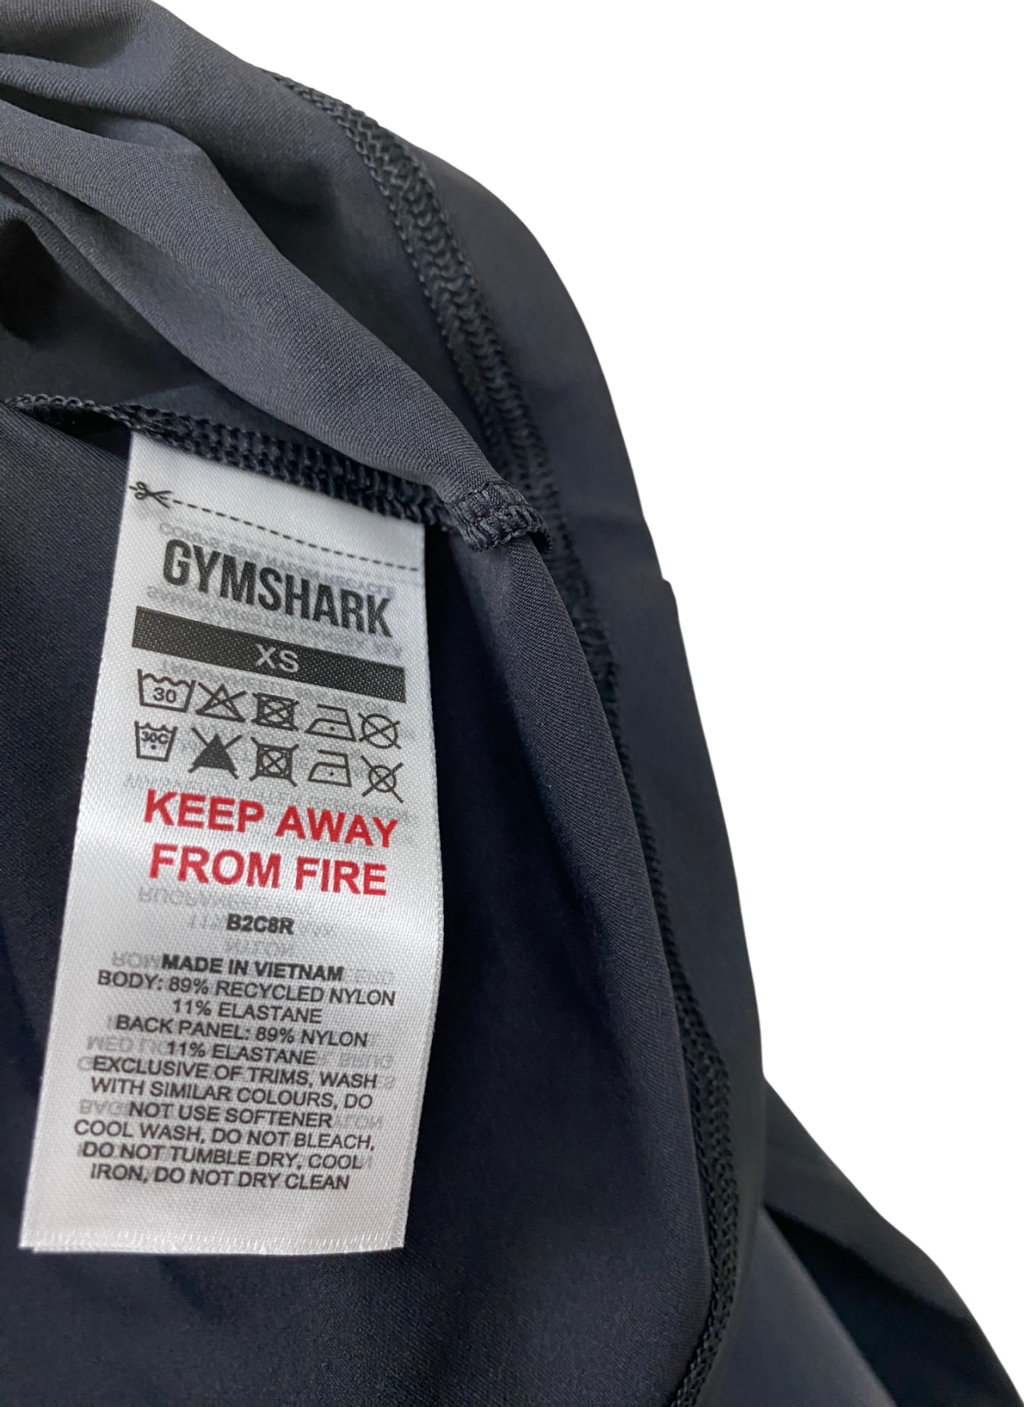 GYMSHARK
XS
30
30C
KEEP AWAY
FROM FIRE
B2C8R
MADE IN VIETNAM
BODY: 89% RECYCLED NYLON
11% ELASTANE
BACK PANEL: 89% NYLON
11% ELASTANE
EXCLUSIVE OF TRIMS, WASH
WITH SIMILAR COLOURS, DO
NOT USE SOFTENER
COOL WASH, DO NOT BLEACH,
DO NOT TUMBLE DRY, COOL
IRON, DO NOT DRY CLEAN